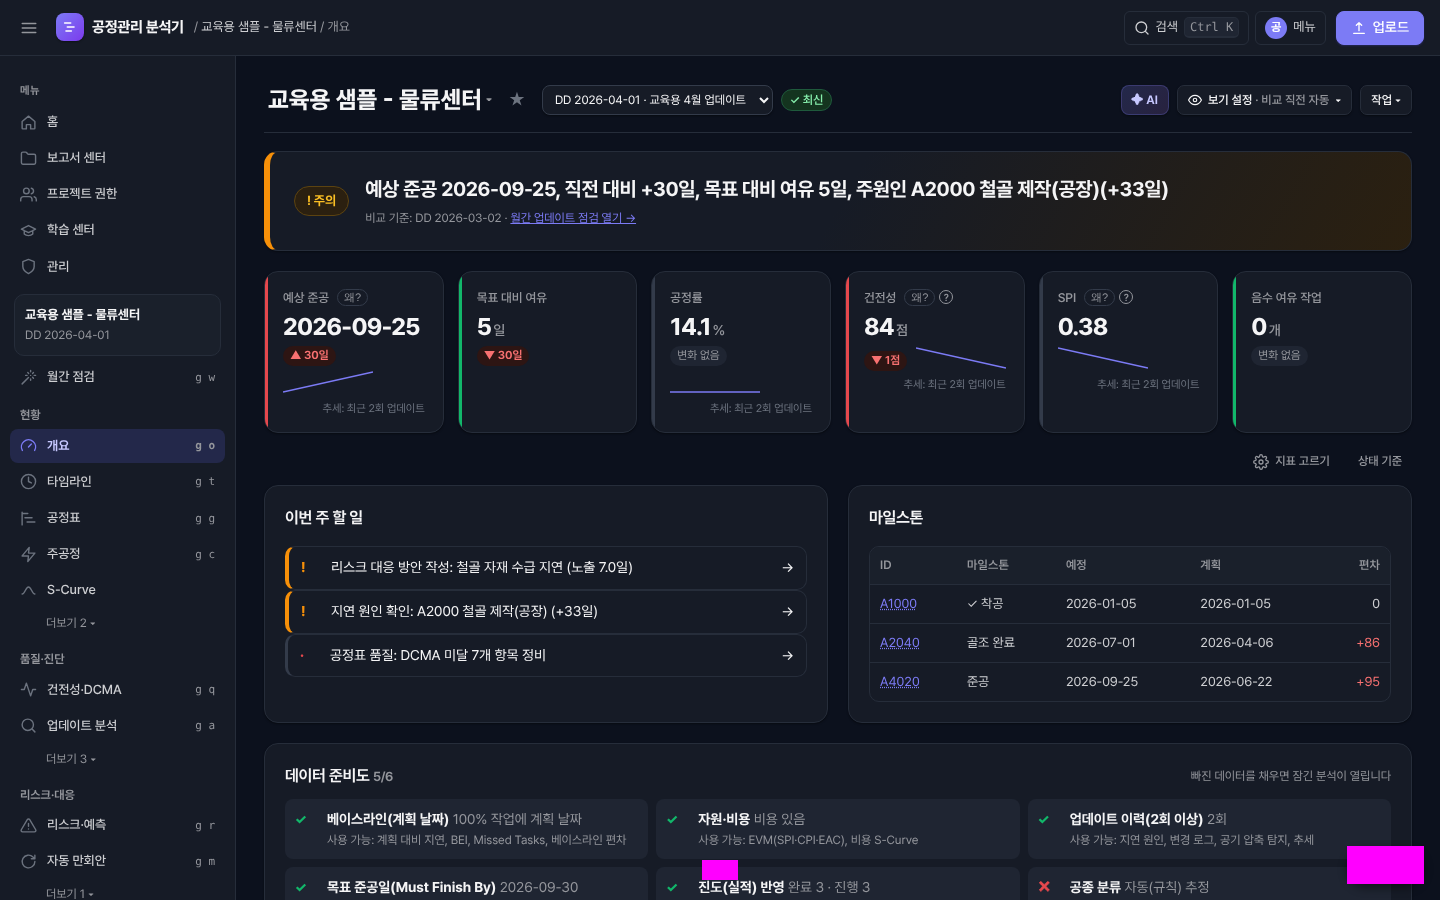 공정관리 분석기 / 교육용 샘플 - 물류센터 / 개요
검색 Ctrl K
공 메뉴
업로드
메뉴
홈
보고서 센터
프로젝트 권한
학습 센터
관리
교육용 샘플 - 물류센터
DD 2026-04-01
월간 점검 g w
현황
개요 g o
타임라인 g t
공정표 g g
주공정 g c
S-Curve
더보기 2
품질·진단
건전성·DCMA g q
업데이트 분석 g a
더보기 3
리스크·대응
리스크·예측 g r
자동 만회안 g m
더보기 1
교육용 샘플 - 물류센터 ★ DD 2026-04-01 · 교육용 4월 업데이트 ✓ 최신
AI
보기 설정 · 비교 직전 자동
작업
! 주의
예상 준공 2026-09-25, 직전 대비 +30일, 목표 대비 여유 5일, 주원인 A2000 철골 제작(공장)(+33일)
비교 기준: DD 2026-03-02 · 월간 업데이트 점검 열기 →
예상 준공 왜?
2026-09-25
▲ 30일
추세: 최근 2회 업데이트
목표 대비 여유
5일
▼ 30일
공정률
14.1%
변화 없음
추세: 최근 2회 업데이트
건전성 왜? ?
84점
▼ 1점
추세: 최근 2회 업데이트
SPI 왜? ?
0.38
추세: 최근 2회 업데이트
음수 여유 작업
0개
변화 없음
지표 고르기
상태 기준
이번 주 할 일
! 리스크 대응 방안 작성: 철골 자재 수급 지연 (노출 7.0일) →
! 지연 원인 확인: A2000 철골 제작(공장) (+33일) →
· 공정표 품질: DCMA 미달 7개 항목 정비 →
마일스톤
ID 마일스톤 예정 계획 편차
A1000 ✓ 착공 2026-01-05 2026-01-05 0
A2040 골조 완료 2026-07-01 2026-04-06 +86
A4020 준공 2026-09-25 2026-06-22 +95
데이터 준비도 5/6
빠진 데이터를 채우면 잠긴 분석이 열립니다
✓ 베이스라인(계획 날짜) 100% 작업에 계획 날짜
사용 가능: 계획 대비 지연, BEI, Missed Tasks, 베이스라인 편차
✓ 자원·비용 비용 있음
사용 가능: EVM(SPI·CPI·EAC), 비용 S-Curve
✓ 업데이트 이력(2회 이상) 2회
사용 가능: 지연 원인, 변경 로그, 공기 압축 탐지, 추세
✓ 목표 준공일(Must Finish By) 2026-09-30
✓ 진도(실적) 반영 완료 3 · 진행 3
✕ 공종 분류 자동(규칙) 추정